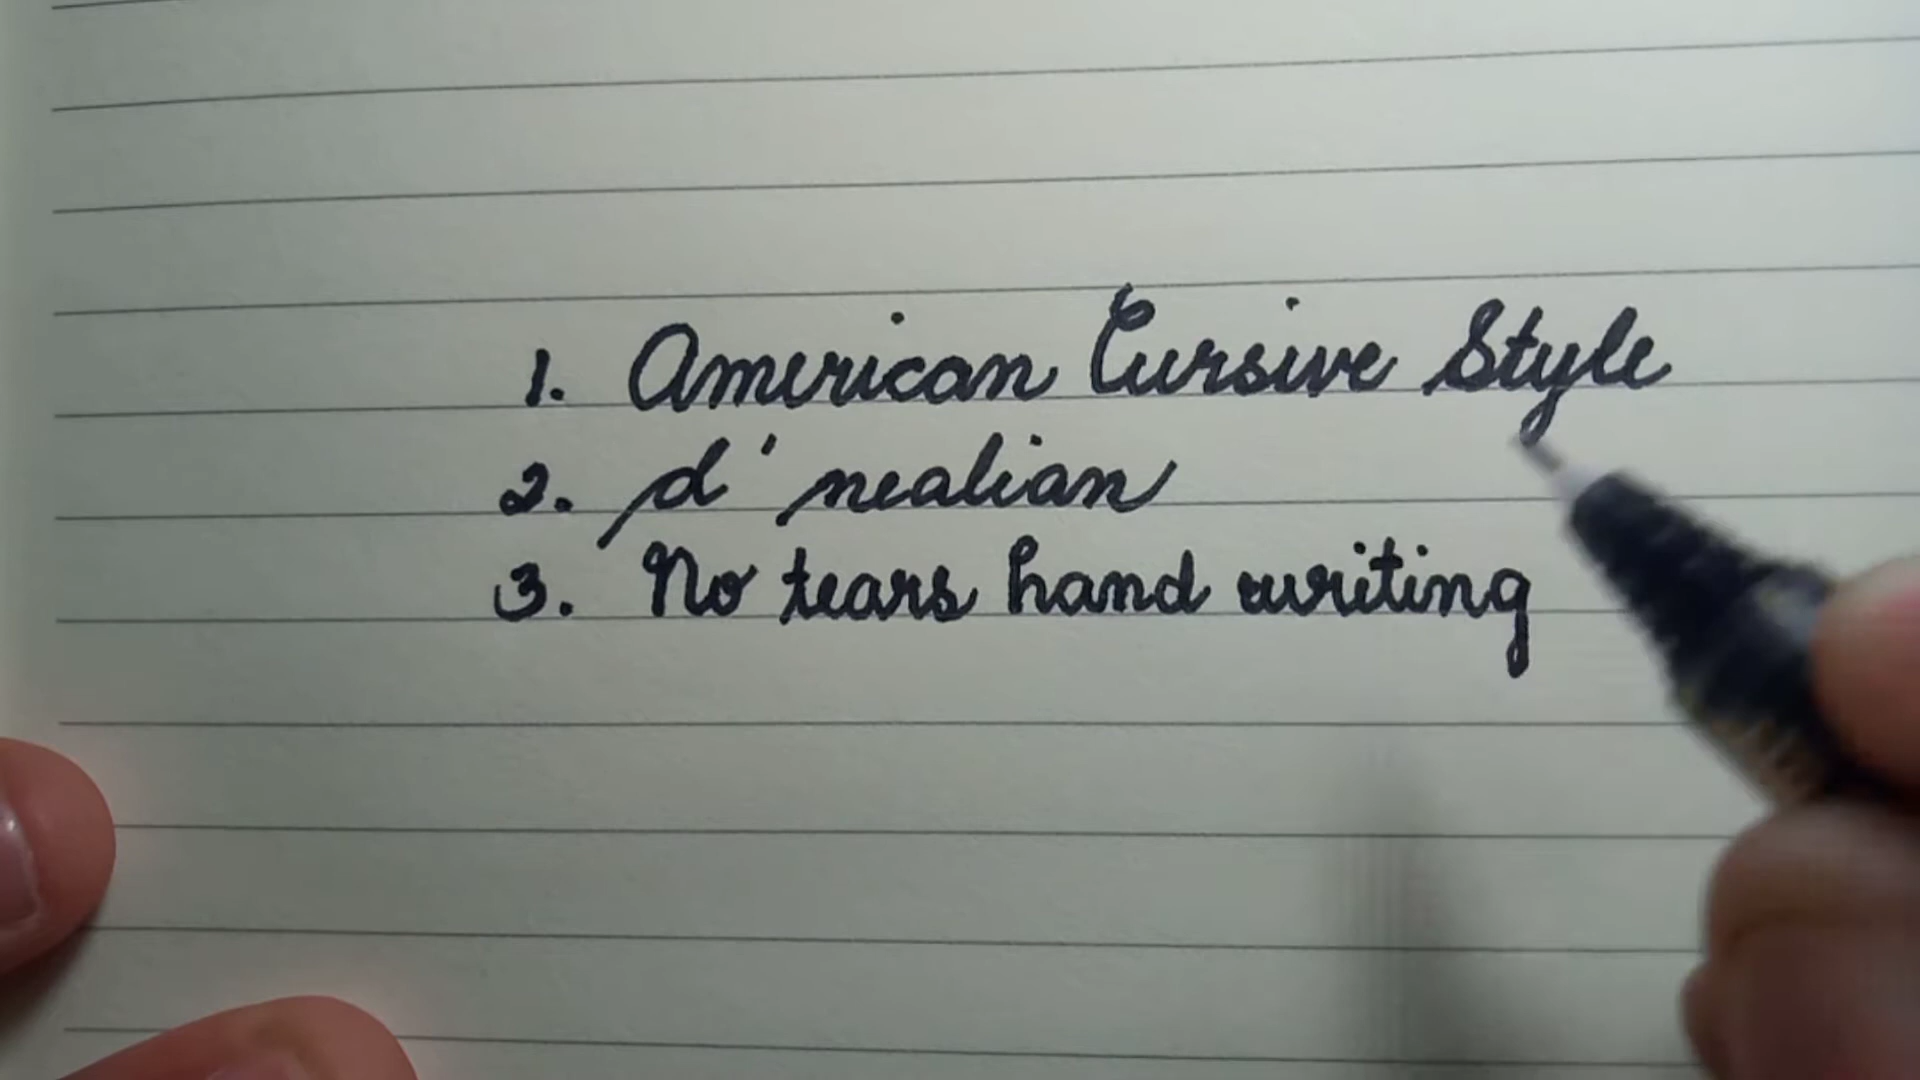 1. American Cursive Style
2. d' nealian
3. No tears hand writing